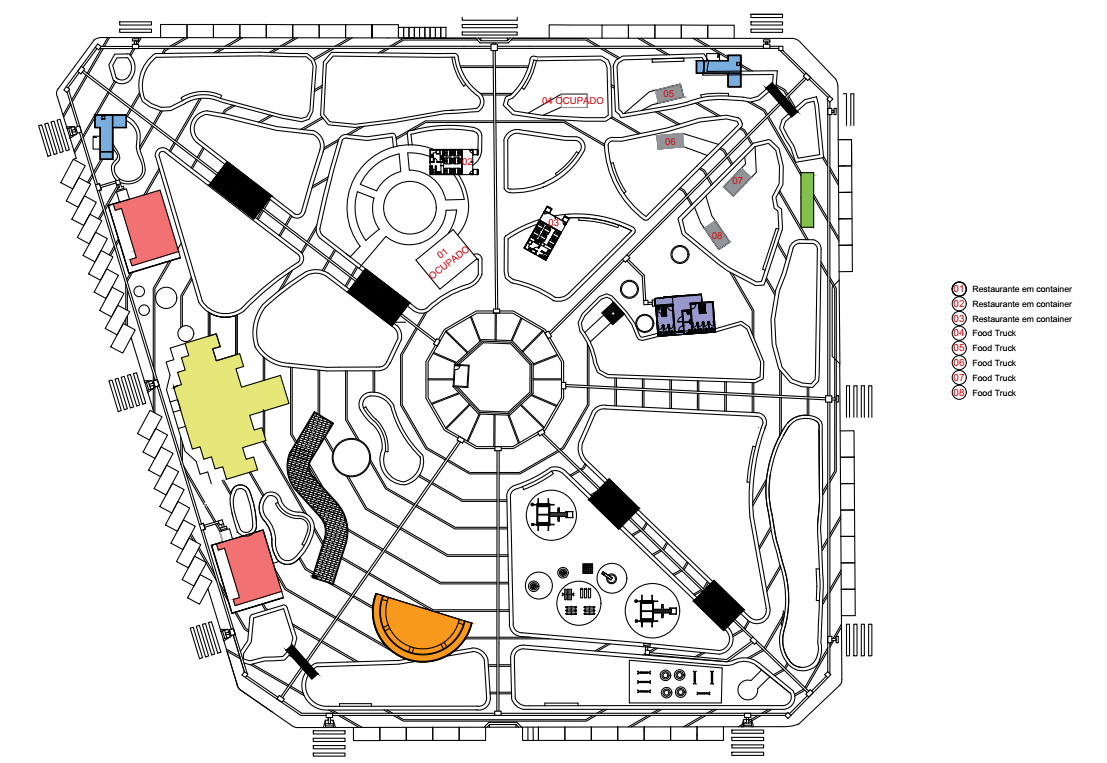 04 OCUPADO
05
06
02
07
03
08
01
OCUPADO
01 Restaurante em container
02 Restaurante em container
03 Restaurante em container
04 Food Truck
05 Food Truck
06 Food Truck
07 Food Truck
08 Food Truck